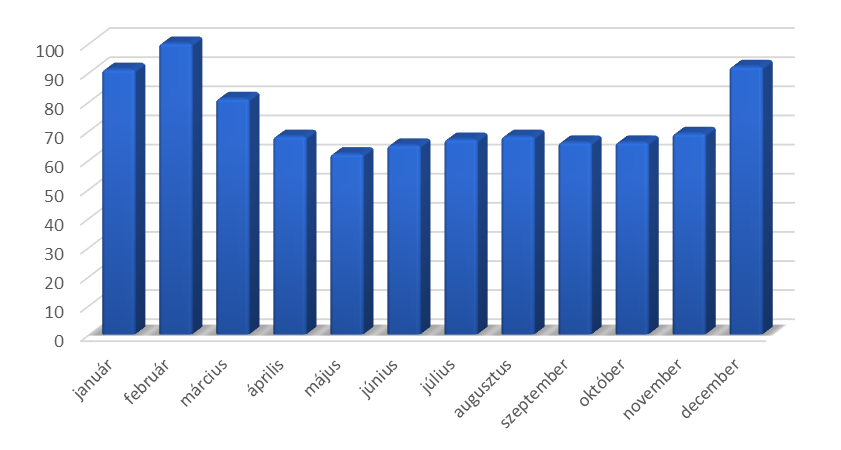 100
90
80
70
60
50
40
30
20
10
0
január
február
március
április
május
június
július
augusztus
szeptember
október
november
december